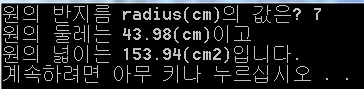 원의 반지름 radius(cm)의 값은? 7
원의 둘레는 43.98(cm)이고
원의 넓이는 153.94(cm2)입니다.
계속하려면 아무 키나 누르십시오 . .